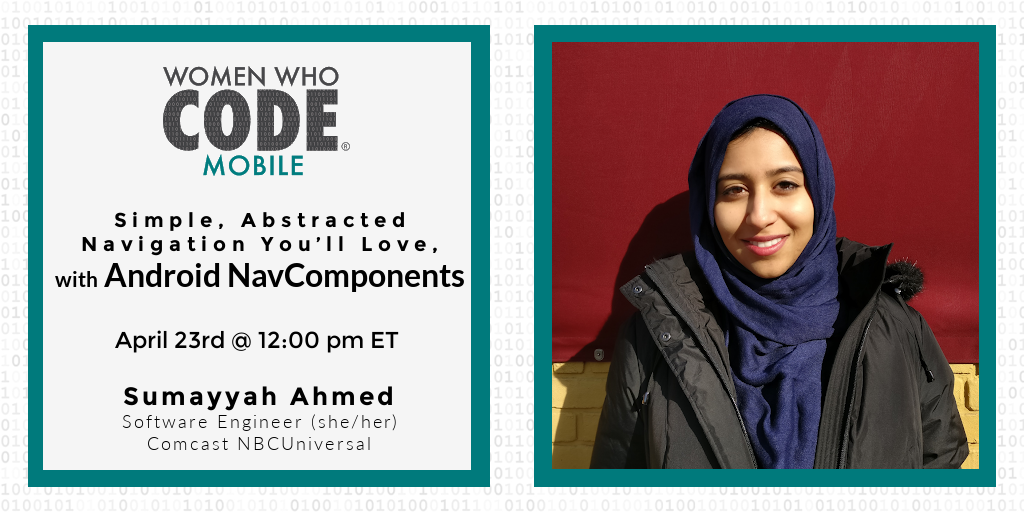 WOMEN WHO
CODE®
MOBILE
Simple, Abstracted
Navigation You’ll Love,
with Android NavComponents
April 23rd @ 12:00 pm ET
Sumayyah Ahmed
Software Engineer (she/her)
Comcast NBCUniversal